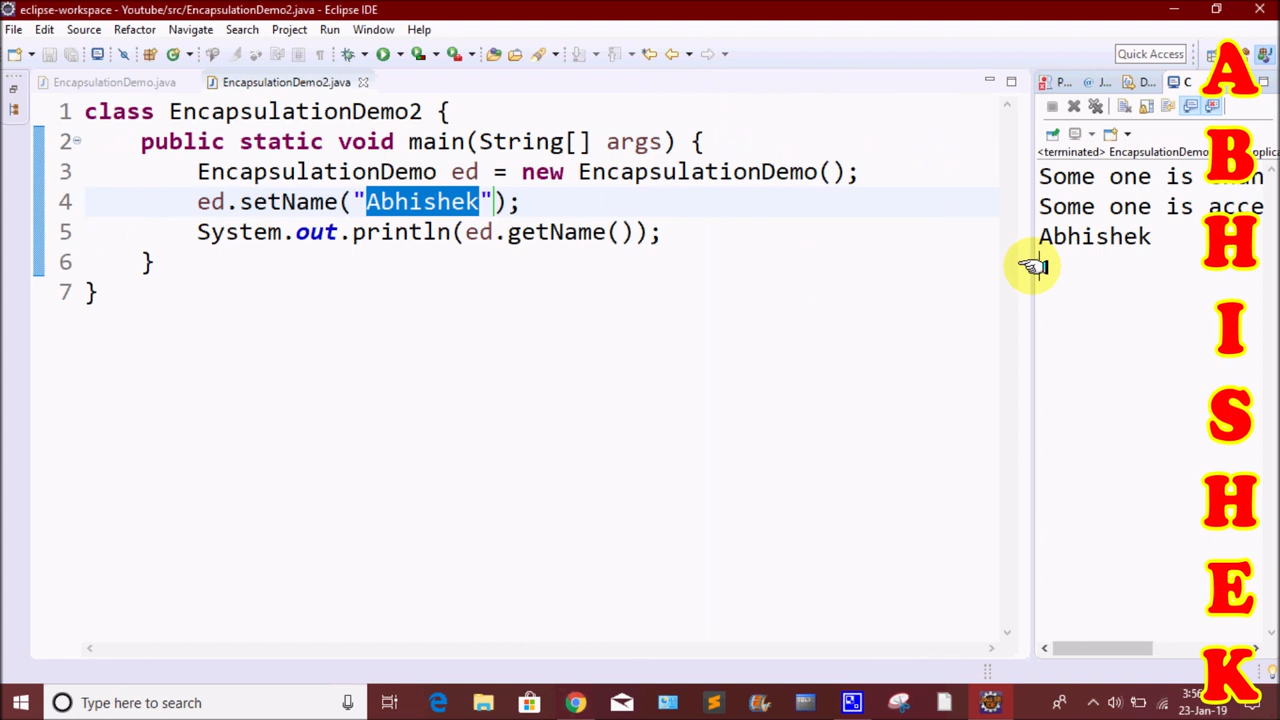 eclipse-workspace - Youtube/src/EncapsulationDemo2.java - Eclipse IDE
File Edit Source Refactor Navigate Search Project Run Window Help
Quick Access
EncapsulationDemo.java EncapsulationDemo2.java
P... J... D... C
1 class EncapsulationDemo2 {
2 public static void main(String[] args) {
3 EncapsulationDemo ed = new EncapsulationDemo();
4 ed.setName("Abhishek");
5 System.out.println(ed.getName());
6 }
7 }
<terminated> EncapsulationDemo
Some one is
Some one is acce
Abhishek
A
B
H
I
S
H
E
K
Type here to search
3:56
23-Jan-19